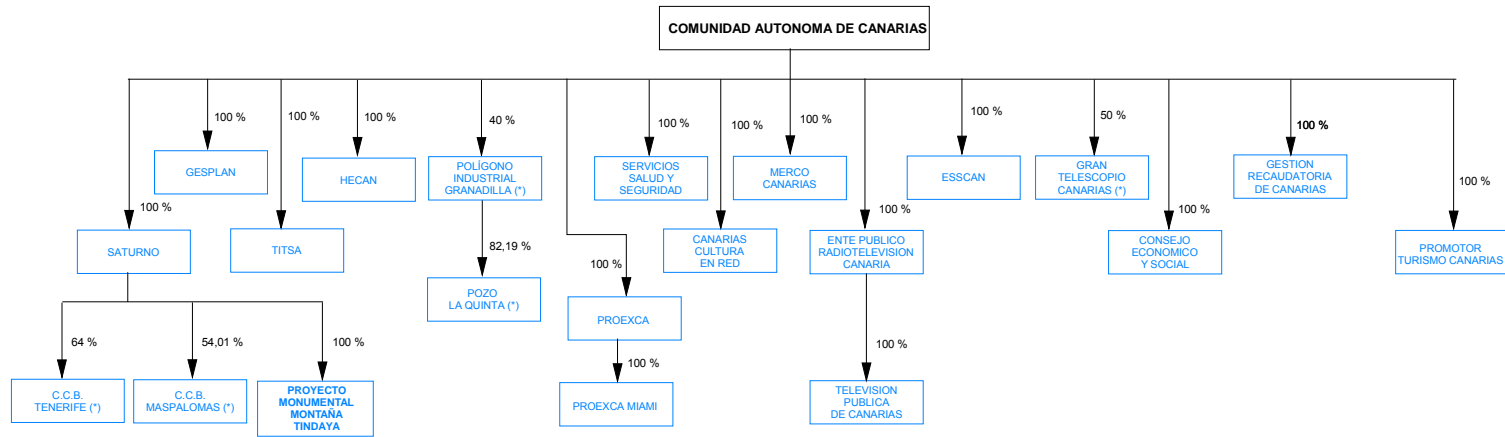 COMUNIDAD AUTONOMA DE CANARIAS
100 %
100 %
100 %
40 %
100 %
100 %
100 %
100 %
50 %
100 %
GESPLAN
HECAN
POLÍGONO
INDUSTRIAL
GRANADILLA (*)
SERVICIOS
SALUD Y
SEGURIDAD
MERCO
CANARIAS
ESSCAN
GRAN
TELESCOPIO
CANARIAS (*)
GESTION
RECAUDATORIA
DE CANARIAS
100 %
100 %
100 %
100 %
SATURNO
TITSA
82,19 %
100 %
CANARIAS
CULTURA
EN RED
ENTE PUBLICO
RADIOTELEVISION
CANARIA
CONSEJO
ECONOMICO
Y SOCIAL
PROMOTOR
TURISMO CANARIAS
POZO
LA QUINTA (*)
PROEXCA
64 %
54,01 %
100 %
100 %
100 %
C.C.B.
TENERIFE (*)
C.C.B.
MASPALOMAS (*)
PROYECTO
MONUMENTAL
MONTAÑA
TINDAYA
PROEXCA MIAMI
TELEVISION
PUBLICA
DE CANARIAS